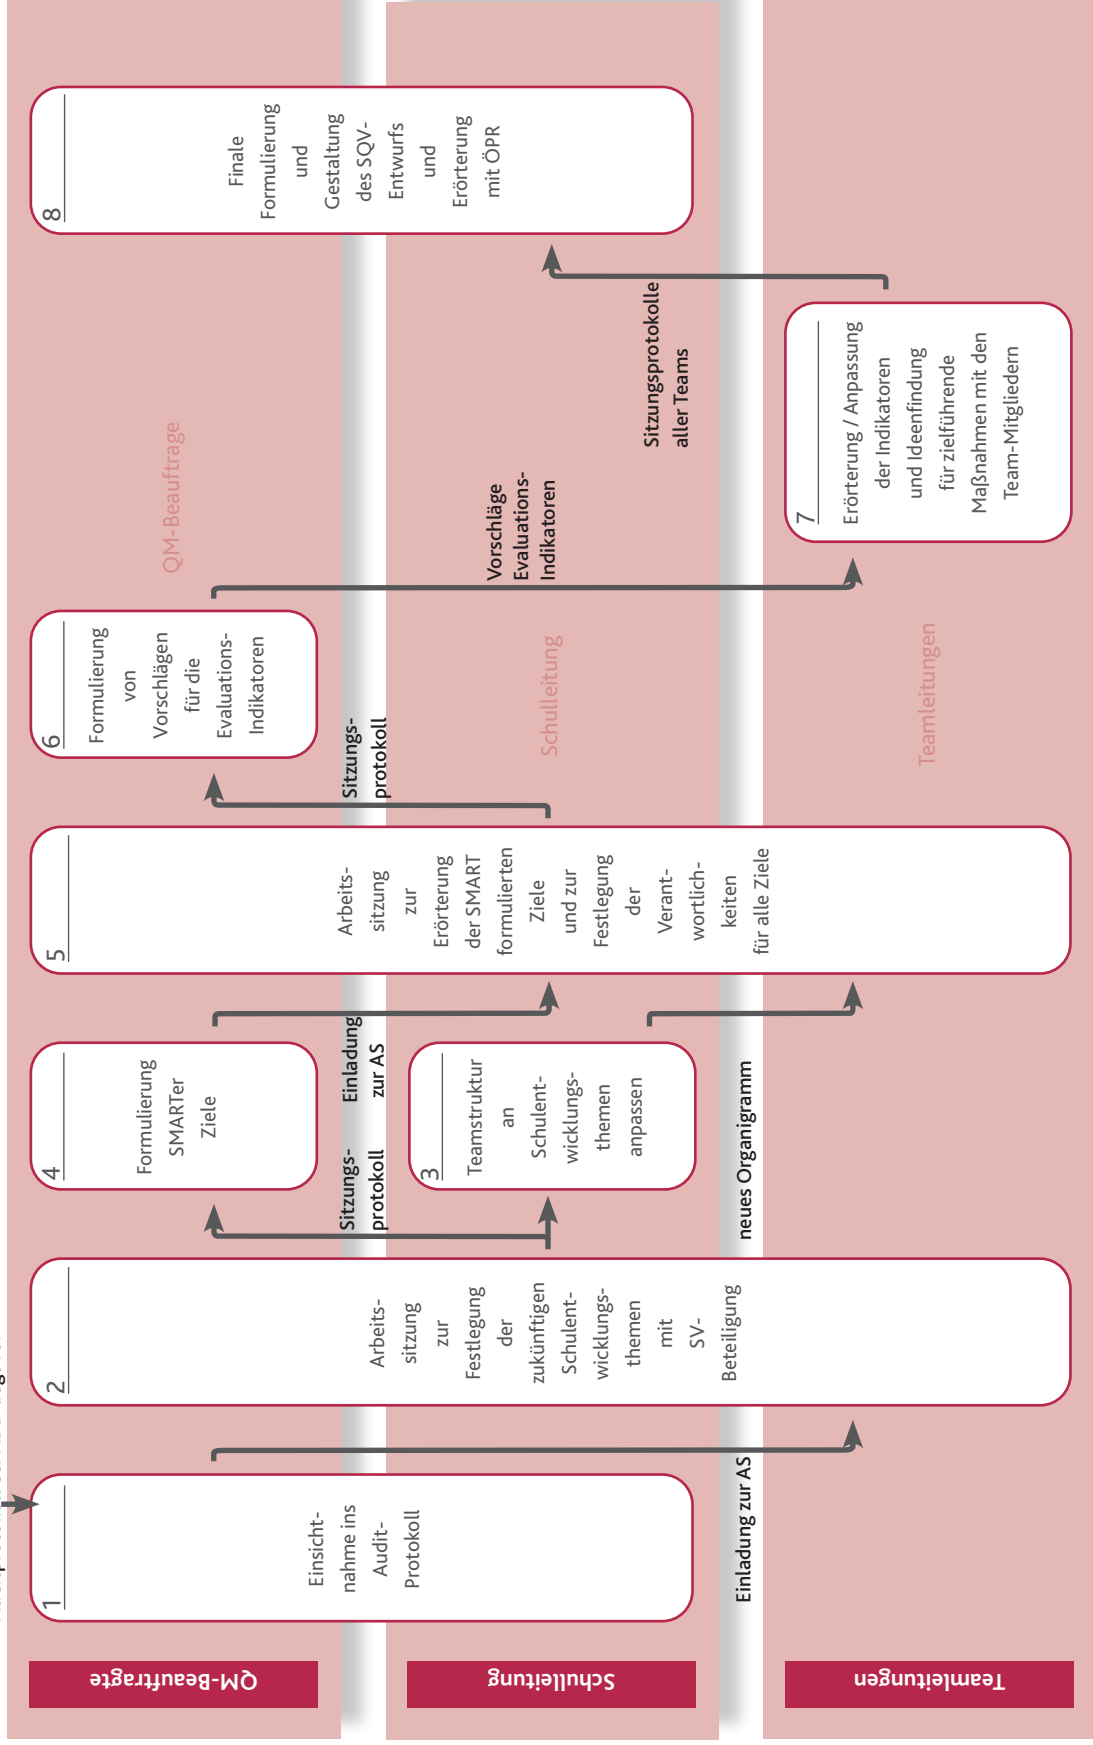 QM-Beauftragte
Schulleitung
Teamleitungen
1
Einsicht-
nahme ins
Audit-
Protokoll
Einladung zur AS
2
Arbeits-
sitzung
zur
Festlegung
der
zukünftigen
Schulent-
wicklungs-
themen
mit
SV-
Beteiligung
Sitzungs-
protokoll
3
Teamstruktur
an
Schulent-
wicklungs-
themen
anpassen
neues Organigramm
4
Formulierung
SMARTer
Ziele
Einladung
zur AS
5
Arbeits-
sitzung
zur
Erörterung
der SMART
formulierten
Ziele
und zur
Festlegung
der
Verant-
wortlich-
keiten
für alle Ziele
Sitzungs-
protokoll
6
Formulierung
von
Vorschlägen
für die
Evaluations-
Indikatoren
Vorschläge
Evaluations-
Indikatoren
QM-Beauftrage
Schulleitung
Teamleitungen
7
Erörterung / Anpassung
der Indikatoren
und Ideenfindung
für zielführende
Maßnahmen mit den
Team-Mitgliedern
Sitzungsprotokolle
aller Teams
8
Finale
Formulierung
und
Gestaltung
des SQV-
Entwurfs
und
Erörterung
mit ÖPR